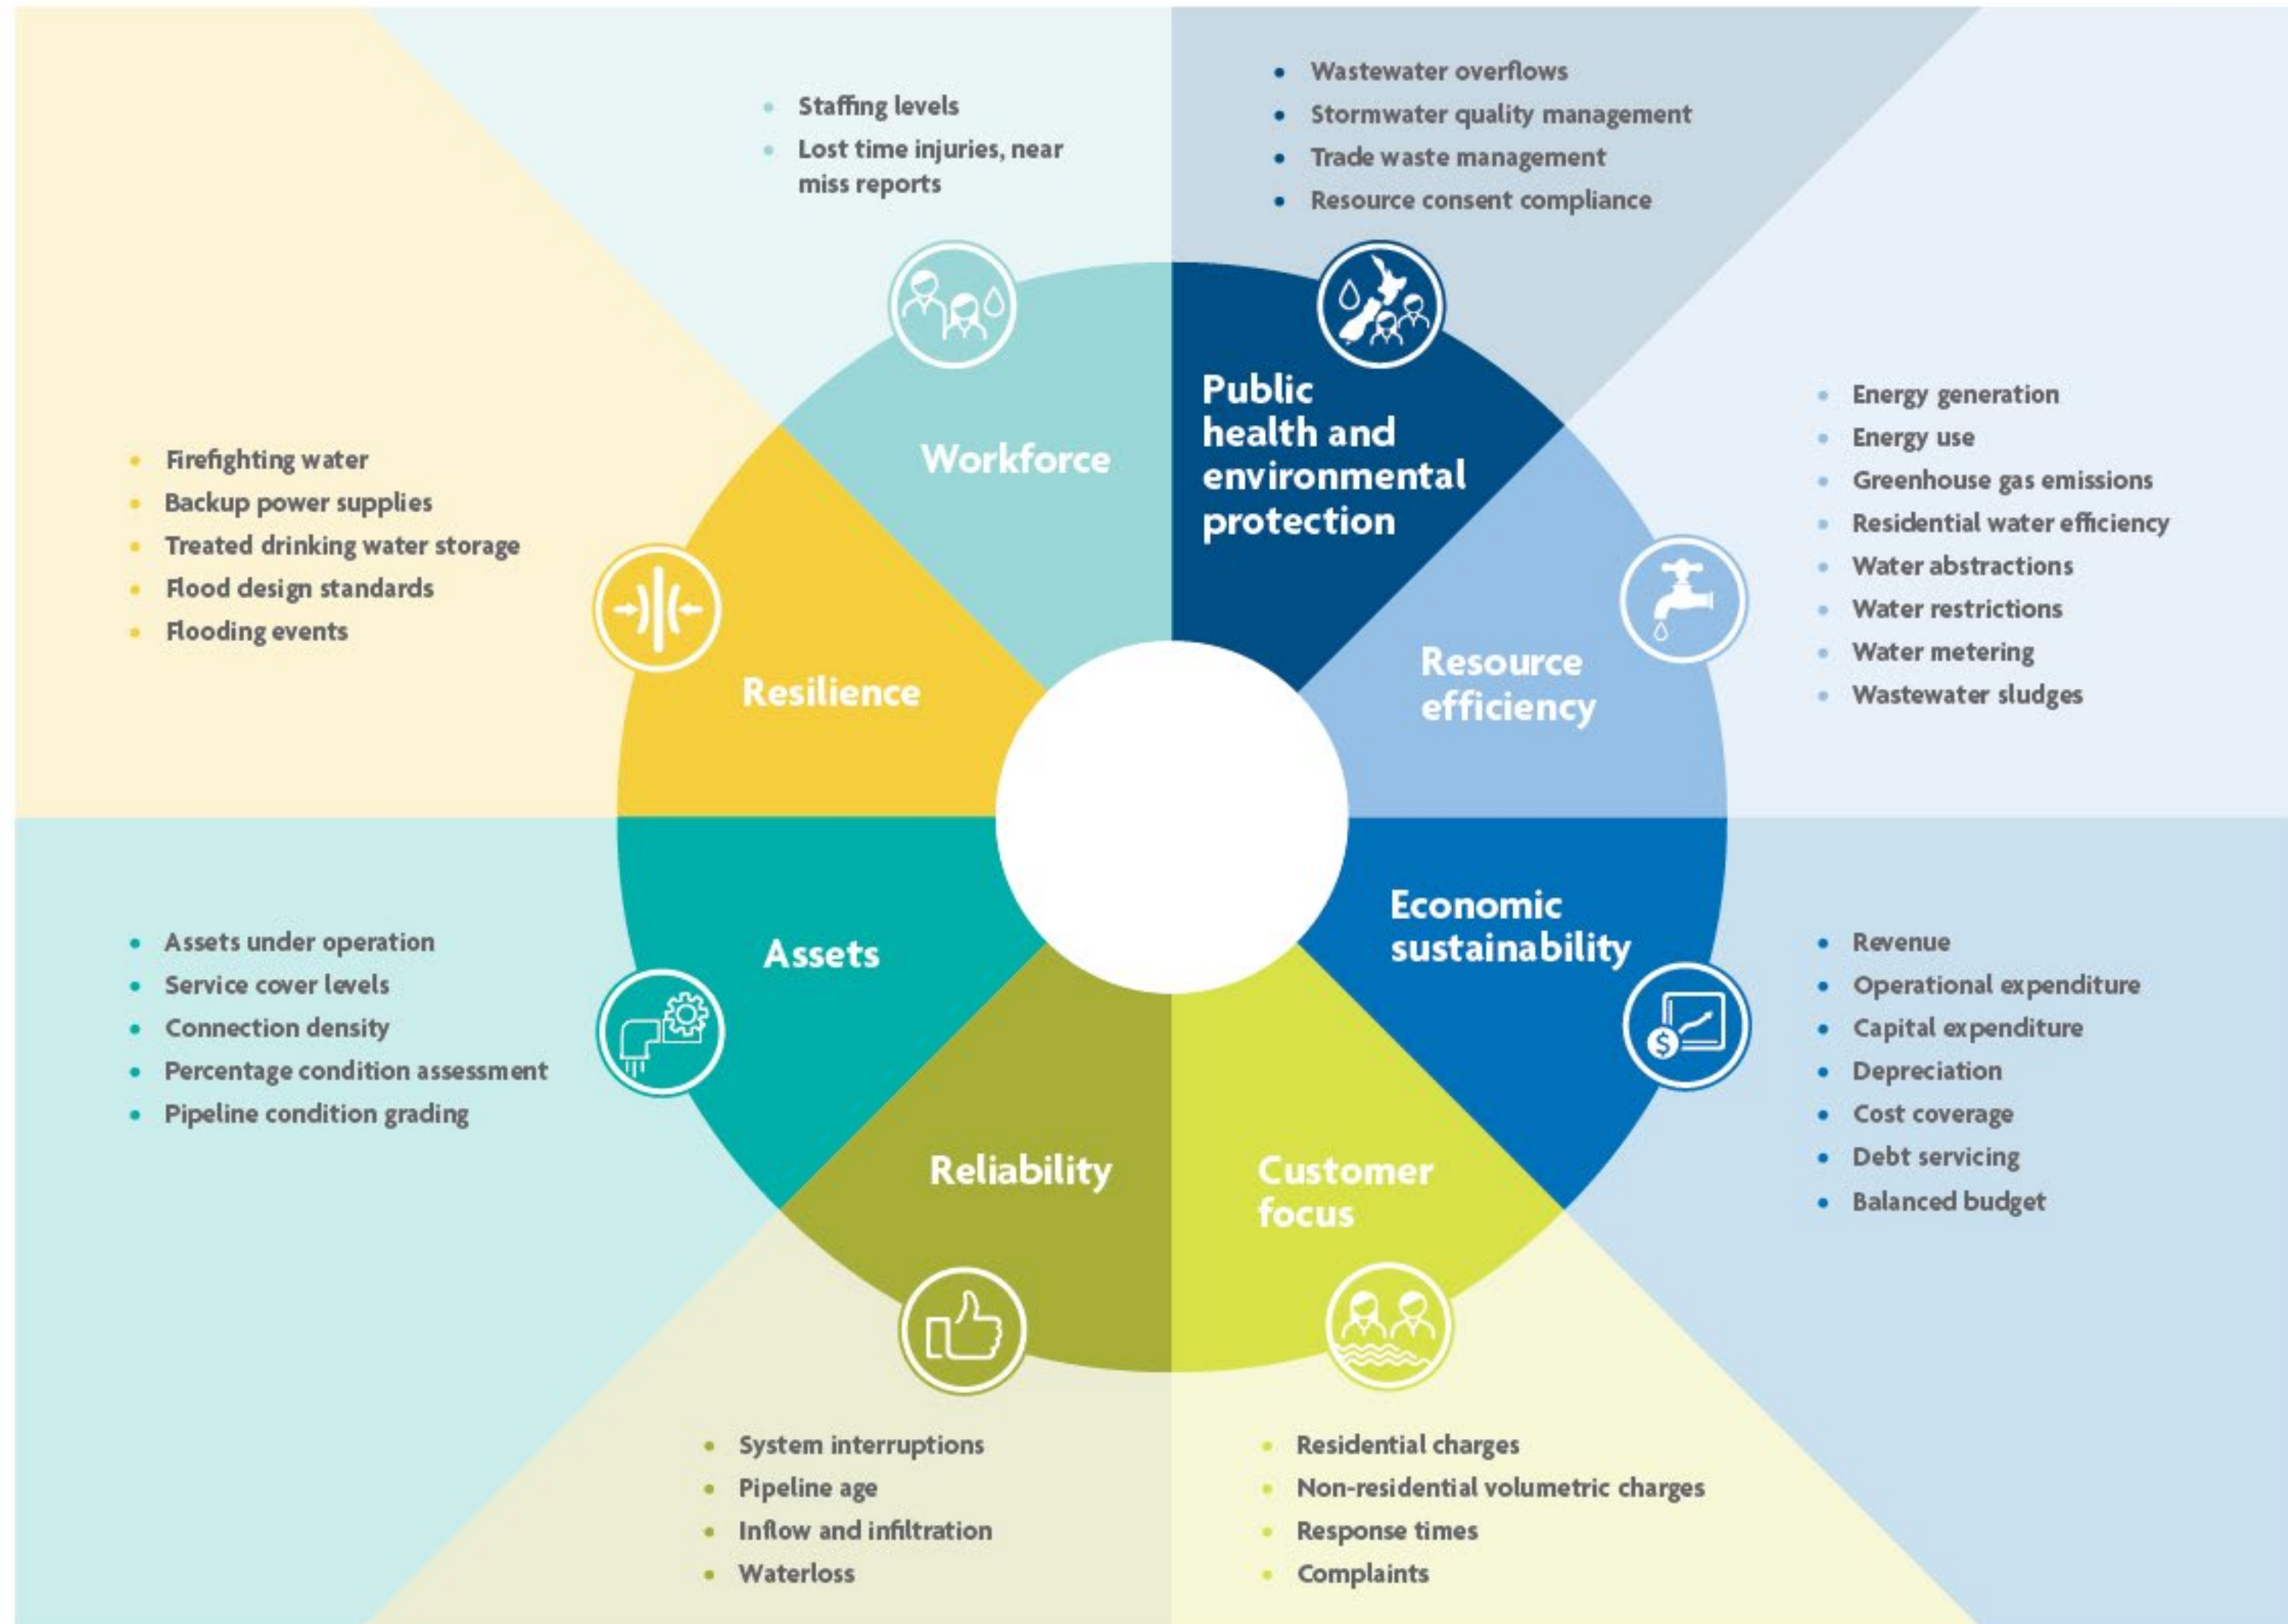 Staffing levels
Lost time injuries, near
miss reports
Wastewater overflows
Stormwater quality management
Trade waste management
Resource consent compliance
Workforce
Public
health and
environmental
protection
Firefighting water
Backup power supplies
Treated drinking water storage
Flood design standards
Flooding events
Resilience
Resource
efficiency
Energy generation
Energy use
Greenhouse gas emissions
Residential water efficiency
Water abstractions
Water restrictions
Water metering
Wastewater sludges
Assets under operation
Service cover levels
Connection density
Percentage condition assessment
Pipeline condition grading
Assets
Economic
sustainability
$
Revenue
Operational expenditure
Capital expenditure
Depreciation
Cost coverage
Debt servicing
Balanced budget
Reliability
Customer
focus
System interruptions
Pipeline age
Inflow and infiltration
Waterloss
Residential charges
Non-residential volumetric charges
Response times
Complaints